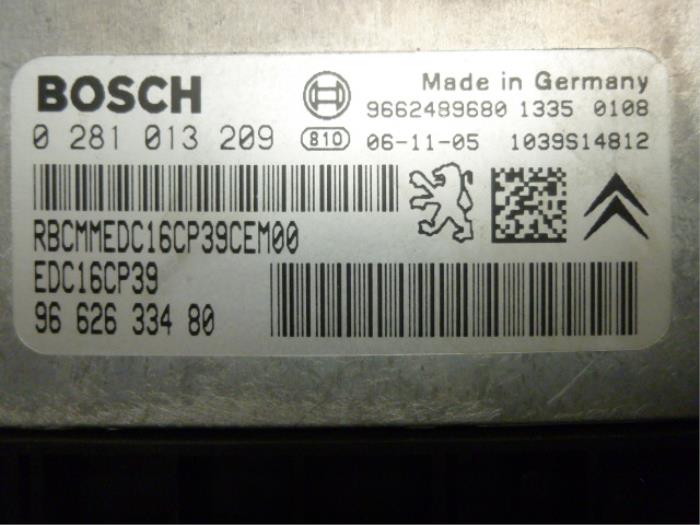 BOSCH
Made in Germany
9662489680 1335 0108
0 281 013 209 810 06-11-05 1039S14812
RBCMMEDC16CP39CEM00
EDC16CP39
96 626 334 80